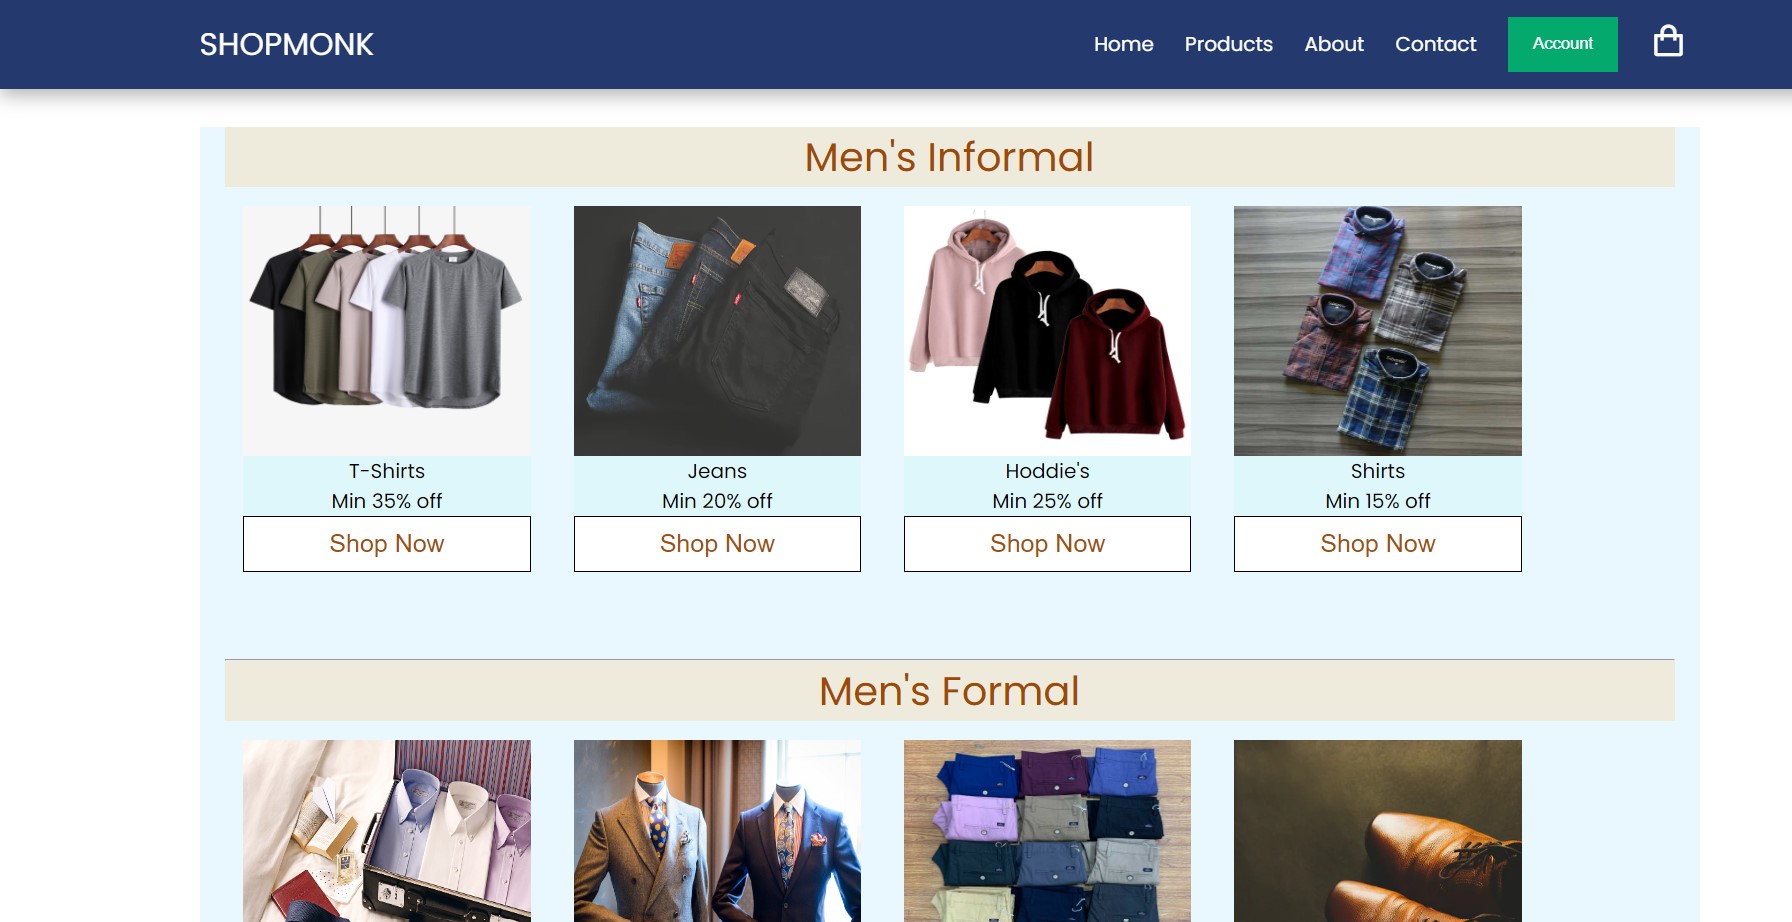 SHOPMONK
Home Products About Contact Account
Men's Informal
T-Shirts
Min 35% off
Shop Now
Jeans
Min 20% off
Shop Now
Hoddie's
Min 25% off
Shop Now
Shirts
Min 15% off
Shop Now
Men's Formal